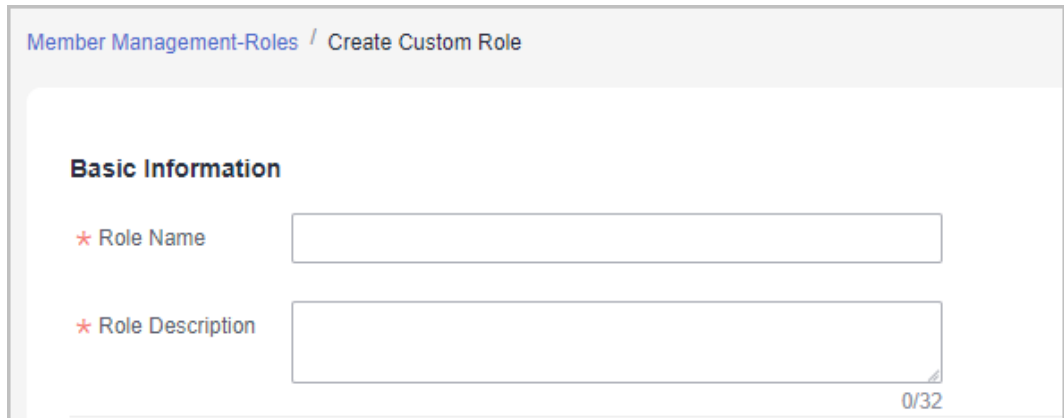 Member Management-Roles / Create Custom Role
Basic Information
* Role Name
* Role Description
0/32